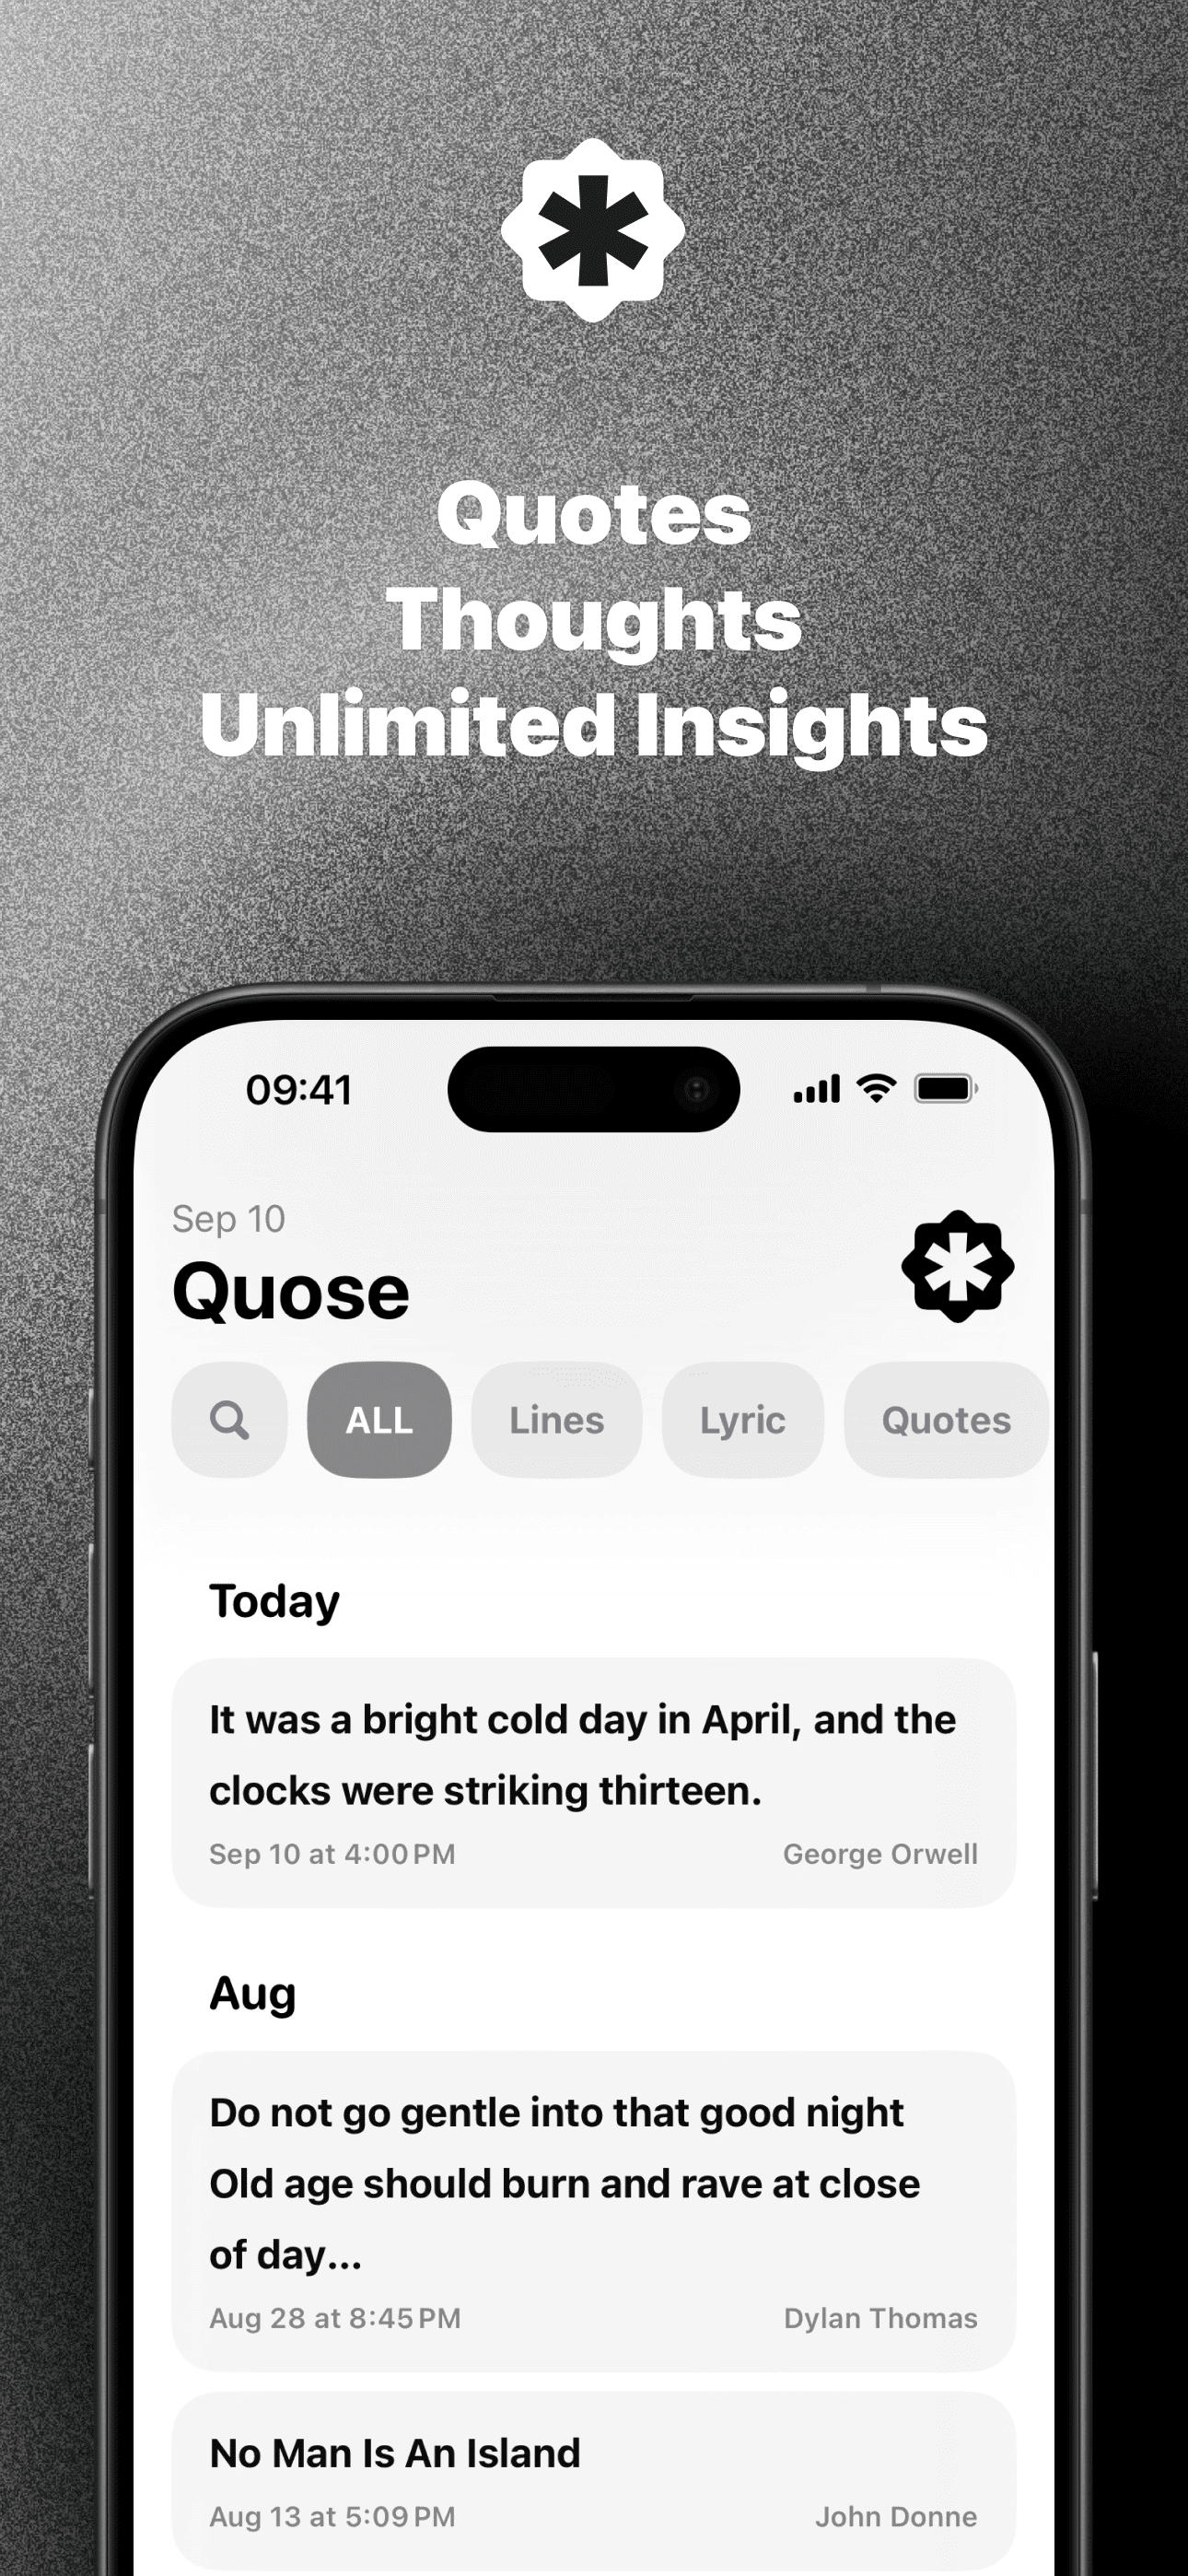 Quotes
Thoughts
Unlimited Insights
09:41
Sep 10
Quose
ALL
Lines
Lyric
Quotes
Today
It was a bright cold day in April, and the
clocks were striking thirteen.
Sep 10 at 4:00 PM
George Orwell
Aug
Do not go gentle into that good night
Old age should burn and rave at close
of day...
Aug 28 at 8:45 PM
Dylan Thomas
No Man Is An Island
Aug 13 at 5:09 PM
John Donne